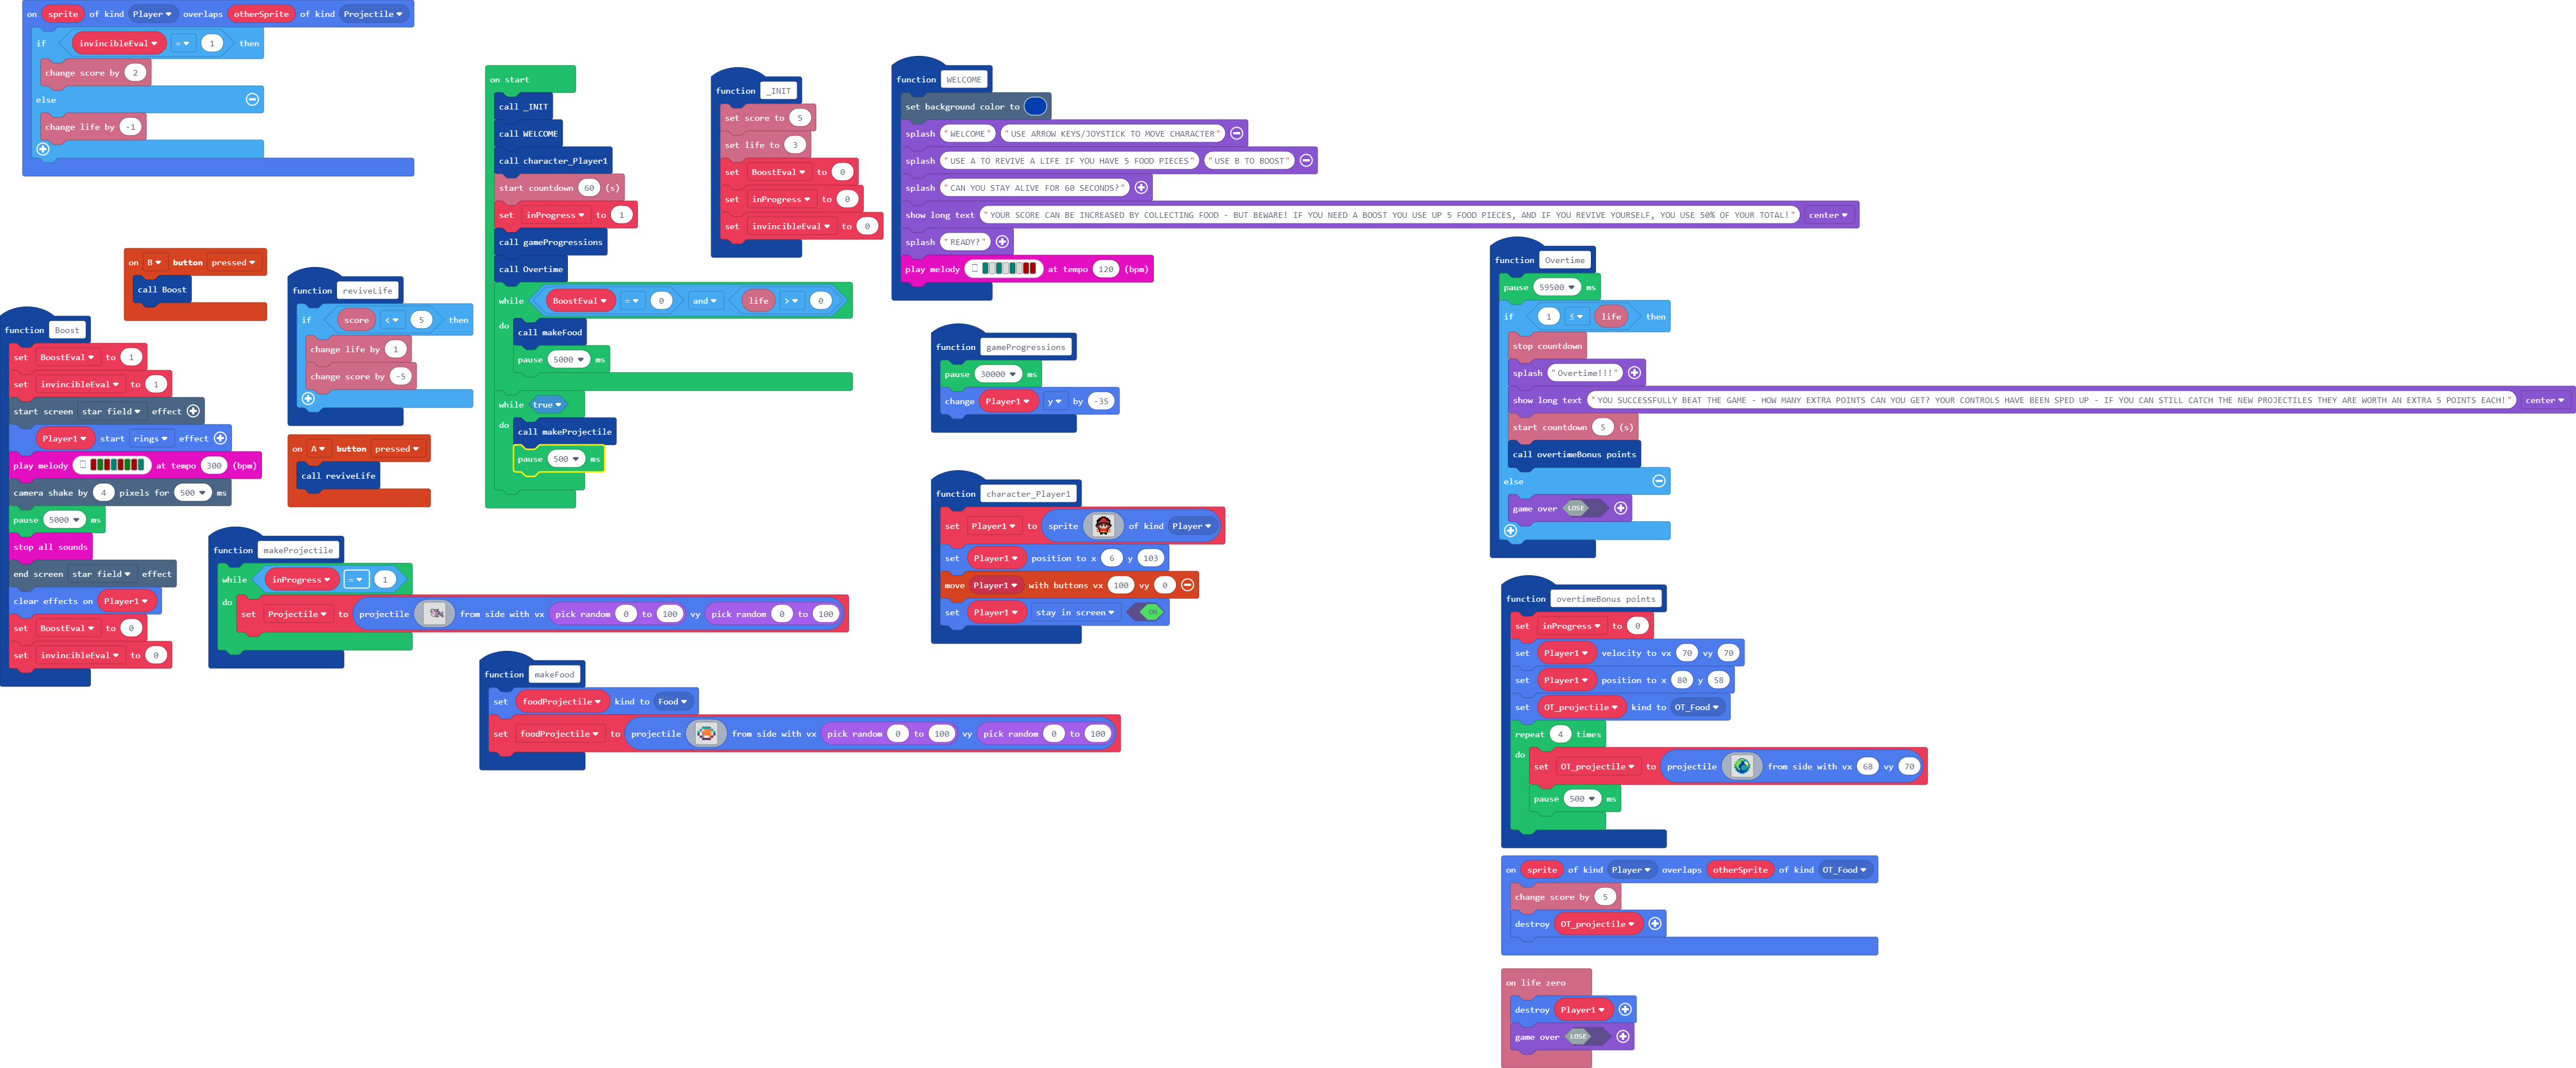 on sprite of kind Player overlaps otherSprite of kind Projectile
if invincibleEval = 1 then
change score by 2
else
change life by -1
on B button pressed
call Boost
function Boost
set BoostEval to 1
set invincibleEval to 1
start screen star field effect
Player1 start rings effect
play melody at tempo 300 (bpm)
camera shake by 4 pixels for 500 ms
pause 5000 ms
stop all sounds
end screen star field effect
clear effects on Player1
set BoostEval to 0
set invincibleEval to 0
function reviveLife
if score < 5 then
change life by 1
change score by -5
on A button pressed
call reviveLife
function makeProjectile
while inProgress = 1
do
set Projectile to projectile from side with vx pick random 0 to 100 vy pick random 0 to 100
on start
call _INIT
call WELCOME
call character_Player1
start countdown 60 (s)
set inProgress to 1
call gameProgressions
call Overtime
while BoostEval = 0 and life > 0
do
call makeFood
pause 5000 ms
while true
do
call makeProjectile
pause 500 ms
function makeFood
set foodProjectile kind to Food
set foodProjectile to projectile from side with vx pick random 0 to 100 vy pick random 0 to 100
function _INIT
set score to 5
set life to 3
set BoostEval to 0
set inProgress to 0
set invincibleEval to 0
function WELCOME
set background color to
splash "WELCOME" "USE ARROW KEYS/JOYSTICK TO MOVE CHARACTER"
splash "USE A TO REVIVE A LIFE IF YOU HAVE 5 FOOD PIECES" "USE B TO BOOST"
splash "CAN YOU STAY ALIVE FOR 60 SECONDS?"
show long text "YOUR SCORE CAN BE INCREASED BY COLLECTING FOOD - BUT BEWARE! IF YOU NEED A BOOST YOU USE UP 5 FOOD PIECES, AND IF YOU REVIVE YOURSELF, YOU USE 50% OF YOUR TOTAL!" center
splash "READY?"
play melody at tempo 120 (bpm)
function gameProgressions
pause 30000 ms
change Player1 y by -35
function character_Player1
set Player1 to sprite of kind Player
set Player1 position to x 6 y 103
move Player1 with buttons vx 100 vy 0
set Player1 stay in screen ON
function Overtime
pause 59500 ms
if 1 ≤ life then
stop countdown
splash "Overtime!!!"
show long text "YOU SUCCESSFULLY BEAT THE GAME - HOW MANY EXTRA POINTS CAN YOU GET? YOUR CONTROLS HAVE BEEN SPED UP - IF YOU CAN STILL CATCH THE NEW PROJECTILES THEY ARE WORTH AN EXTRA 5 POINTS EACH!" center
start countdown 5 (s)
call overtimeBonus points
else
game over LOSE
function overtimeBonus points
set inProgress to 0
set Player1 velocity to vx 70 vy 70
set Player1 position to x 80 y 58
set OT_projectile kind to OT_Food
repeat 4 times
do
set OT_projectile to projectile from side with vx 68 vy 70
pause 500 ms
on sprite of kind Player overlaps otherSprite of kind OT_Food
change score by 5
destroy OT_projectile
on life zero
destroy Player1
game over LOSE